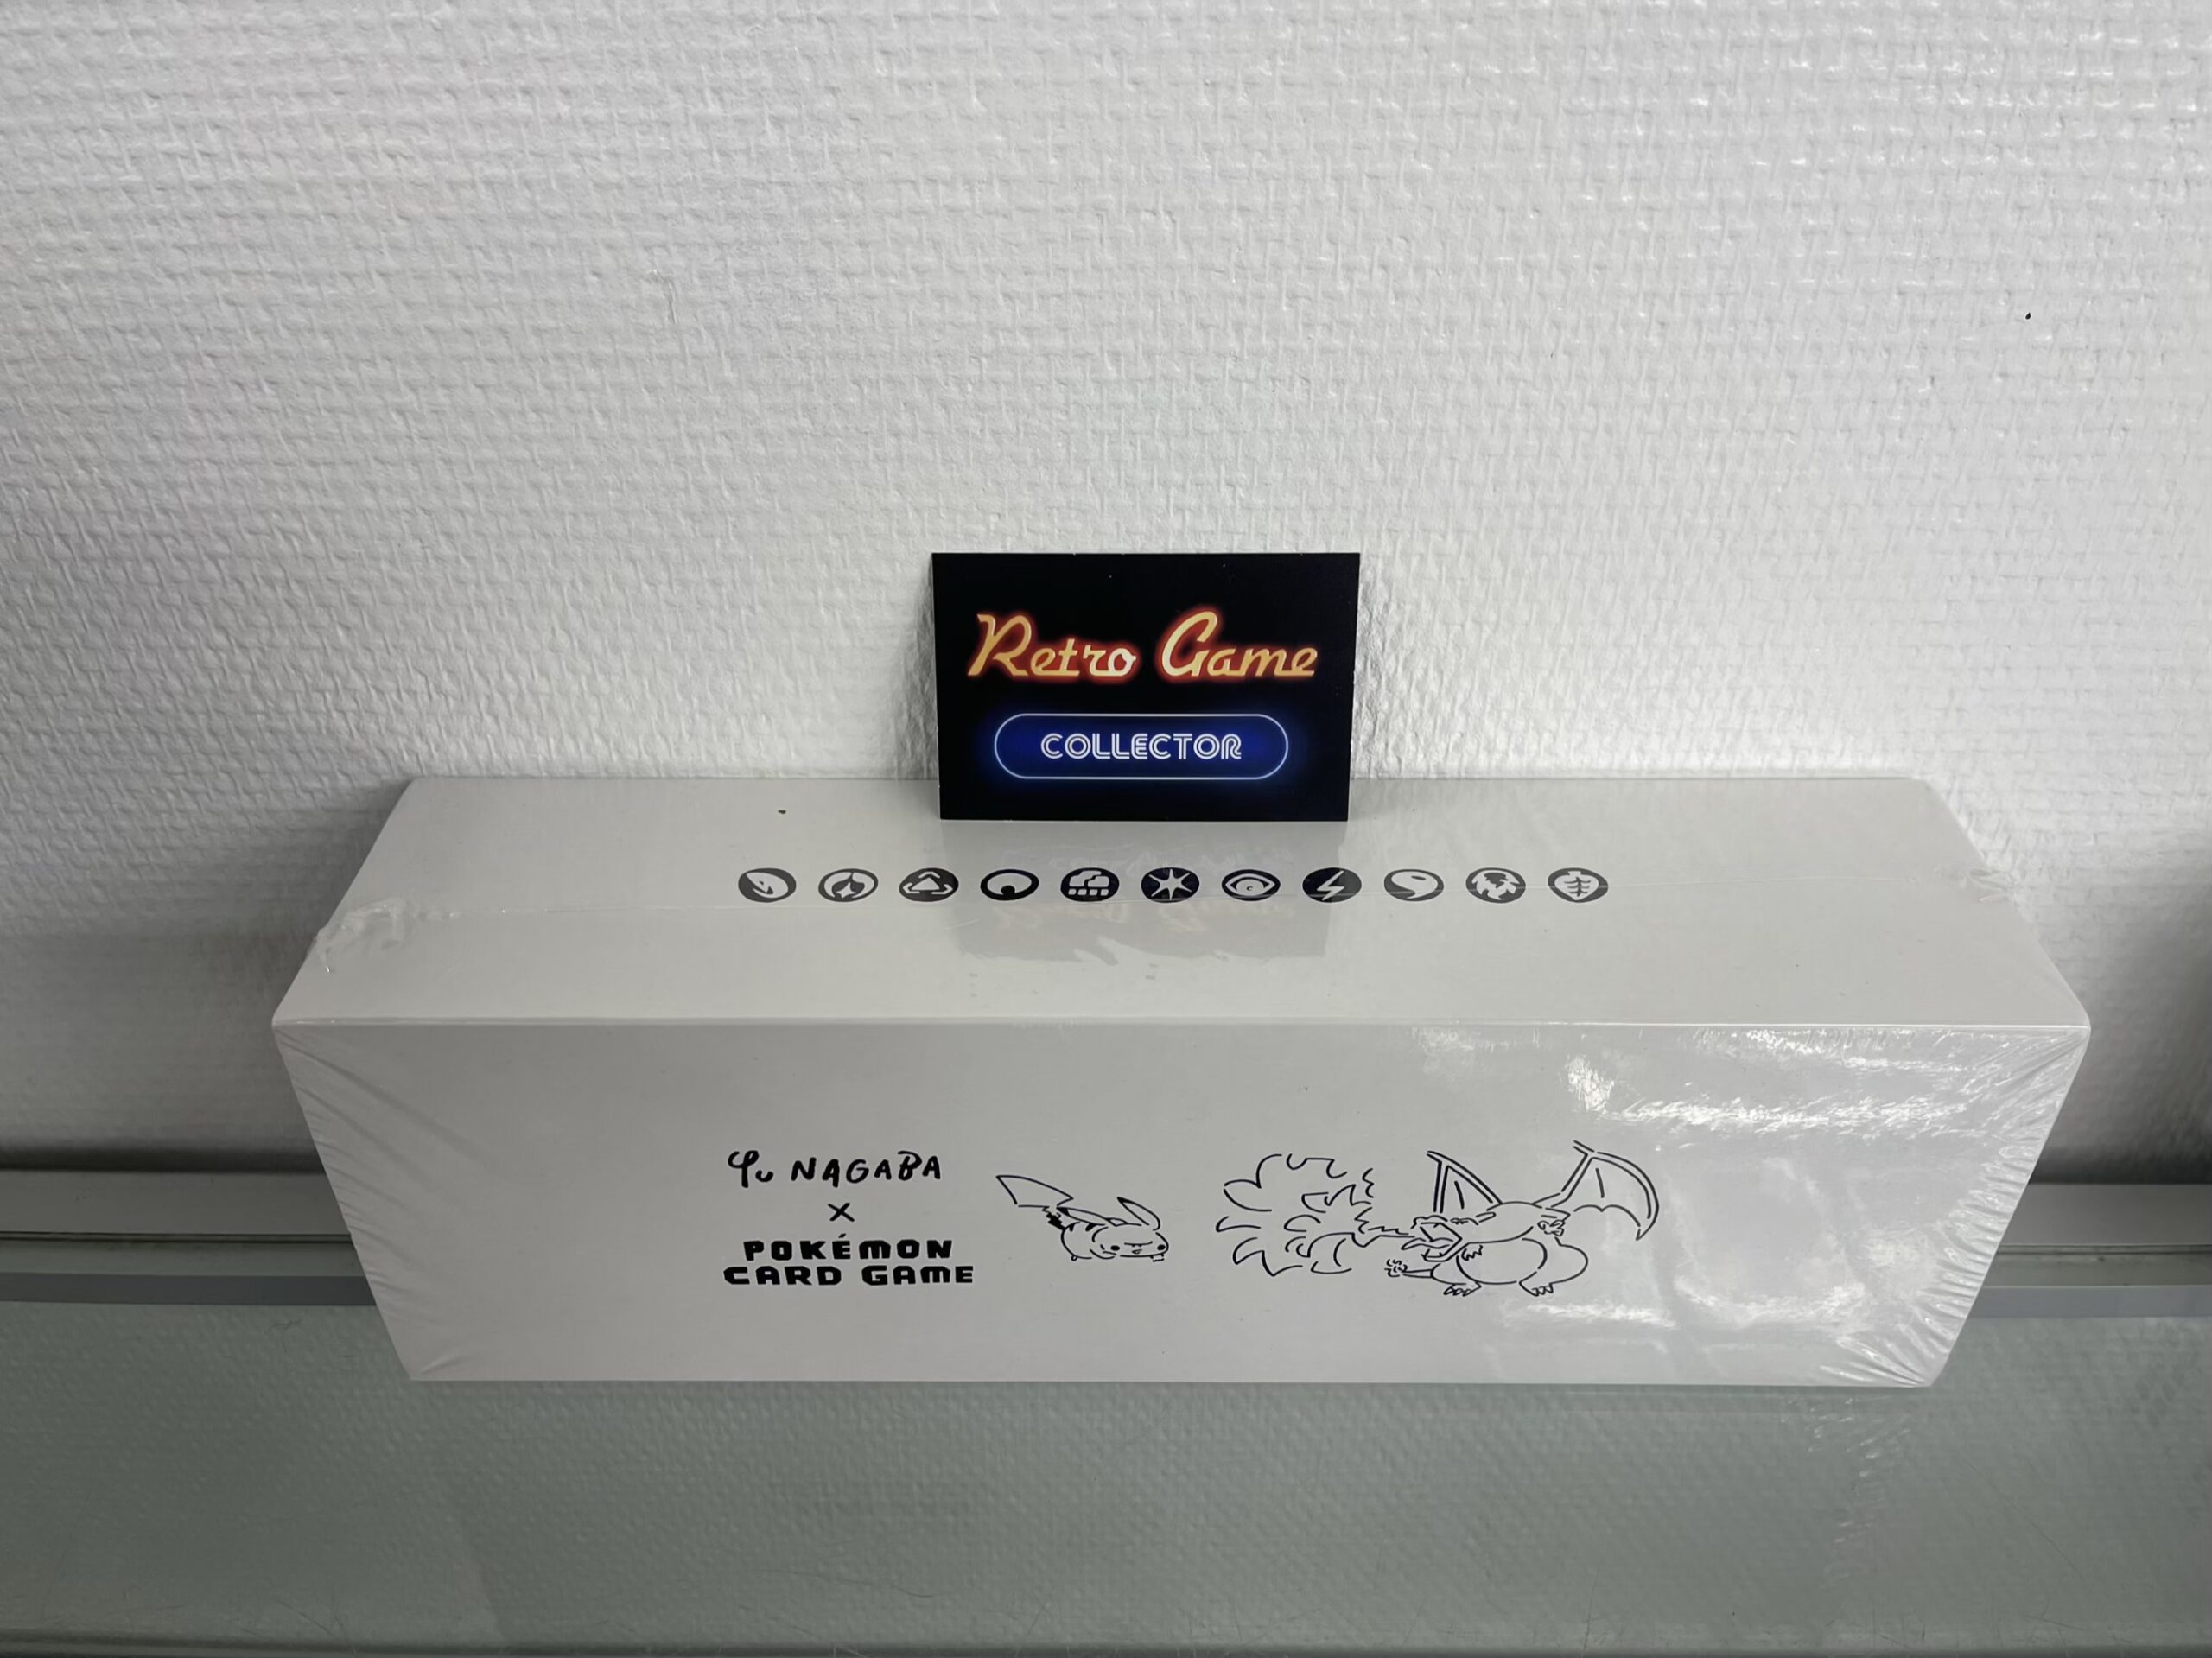 Retro Game
COLLECTOR
Yu NAGABA
X
POKÉMON
CARD GAME